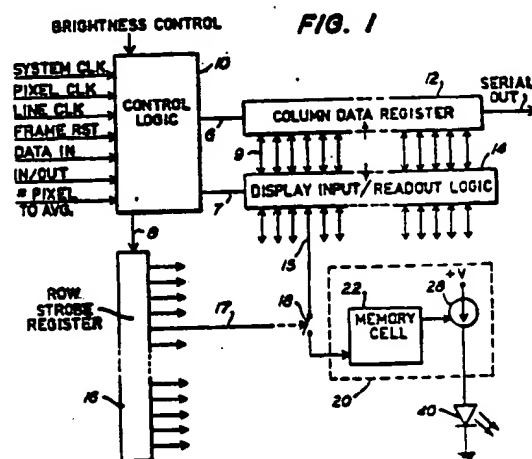 FIG. 1
BRIGHTNESS CONTROL
10
SYSTEM CLK
PIXEL CLK
LINE CLK
FRAME RST
DATA IN
IN/OUT
# PIXEL
TO AVG.
CONTROL
LOGIC
6
12
COLUMN DATA REGISTER
SERIAL
OUT
9
14
7
DISPLAY INPUT/READOUT LOGIC
8
15
ROW
STROBE
REGISTER
16
17
18
22
MEMORY
CELL
+V
28
20
40